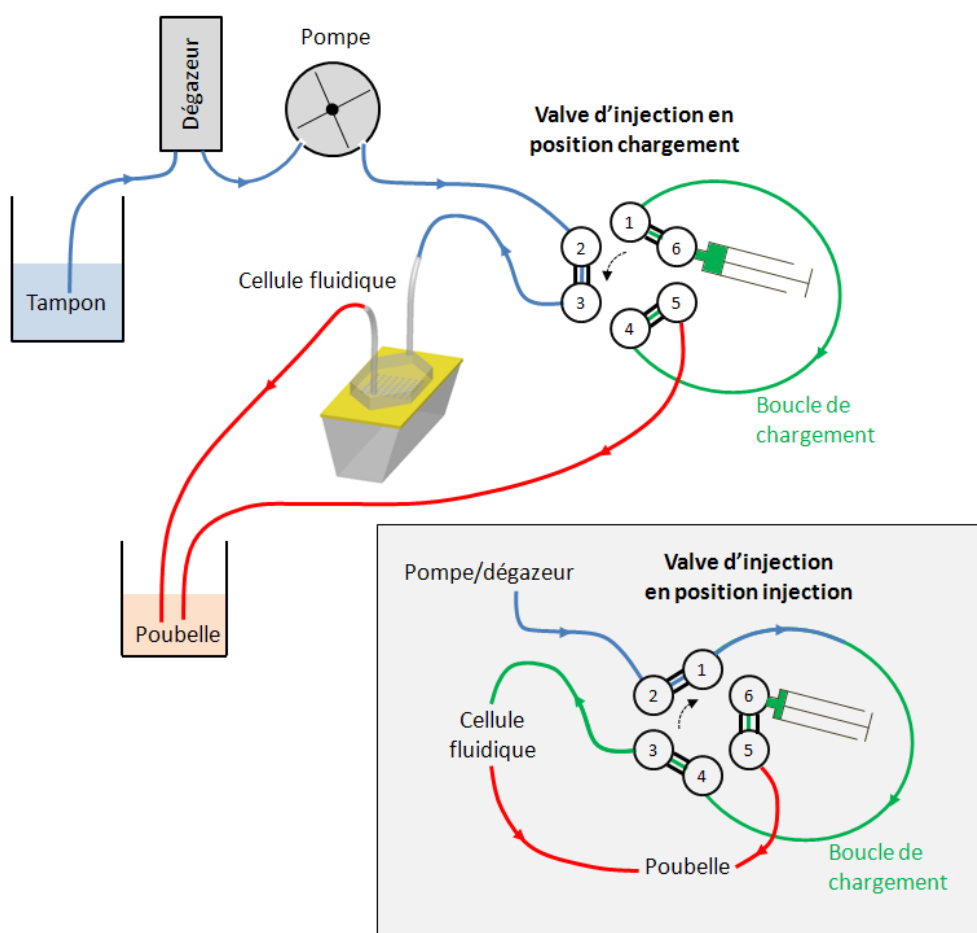 Pompe
Dégazeur
Valve d'injection en
position chargement
1
2
6
Cellule fluidique
5
Tampon
3
4
Boucle de
chargement
Pompe/dégazeur
Valve d'injection
en position injection
Poubelle
1
2
6
Cellule
fluidique
3
5
4
Boucle de
chargement
Poubelle